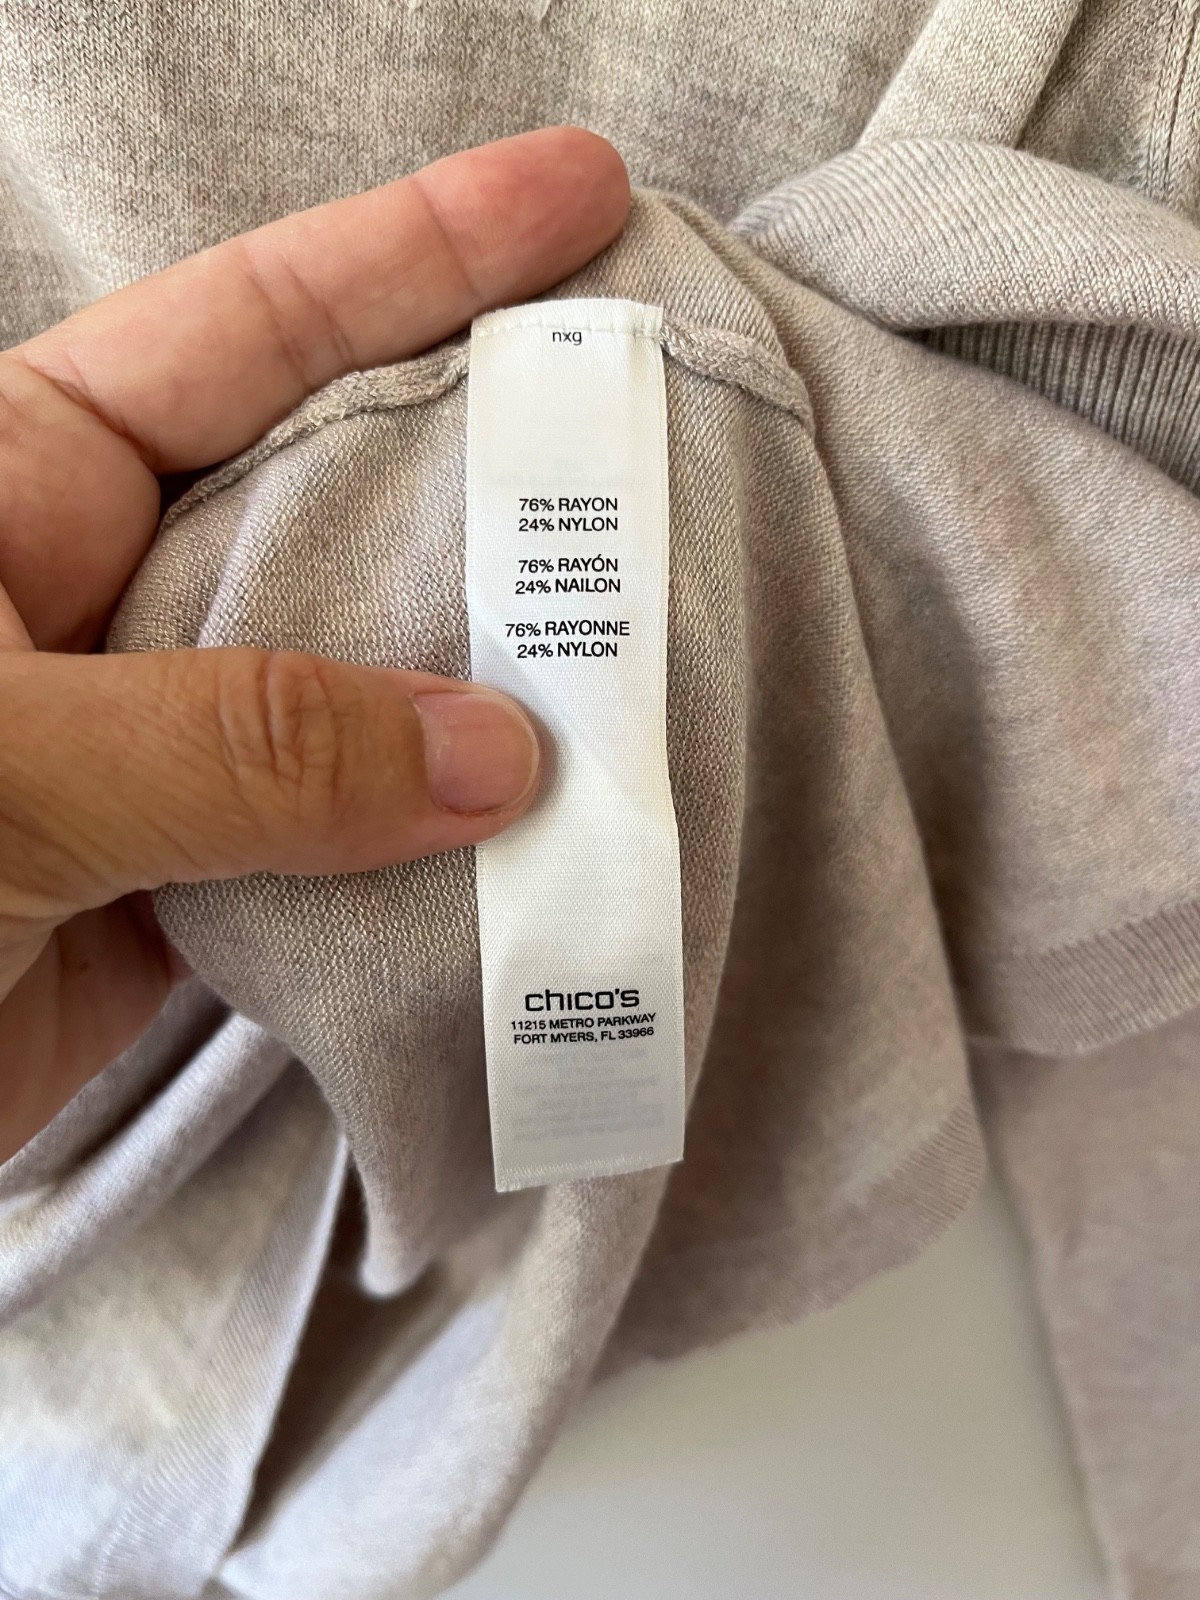 nxg
76% RAYON
24% NYLON
76% RAYÓN
24% NAILON
76% RAYONNE
24% NYLON
chico's
11215 METRO PARKWAY
FORT MYERS, FL 33966